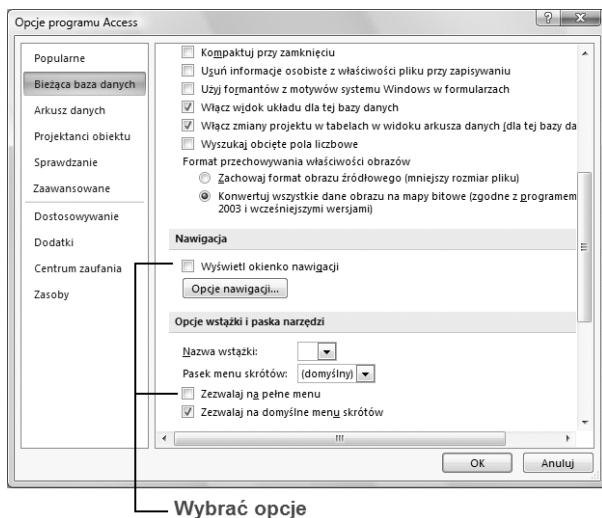 Opcje programu Access
Popularne
Bieżąca baza danych
Arkusz danych
Projektanci obiektu
Sprawdzanie
Zaawansowane
Dostosowywanie
Dodatki
Centrum zaufania
Zasoby
Kompaktuj przy zamknięciu
Usuń informacje osobiste z właściwości pliku przy zapisywaniu
Użyj formantów z motywów systemu Windows w formularzach
Włącz widok układu dla tej bazy danych
Włącz zmiany projektu w tabelach w widoku arkusza danych (dla tej bazy da
Wyszukaj obcięte pola liczbowe
Format przechowywania właściwości obrazów
Zachowaj format obrazu źródłowego (mniejszy rozmiar pliku)
Konwertuj wszystkie dane obrazu na mapy bitowe (zgodne z programem
2003 i wcześniejszymi wersjami)
Nawigacja
Wyświetl okienko nawigacji
Opcje nawigacji...
Opcje wstążki i paska narzędzi
Nazwa wstążki:
Pasek menu skrótów: (domyślny)
Zezwalaj na pełne menu
Zezwalaj na domyślne menu skrótów
OK Anuluj
Wybrać opcje